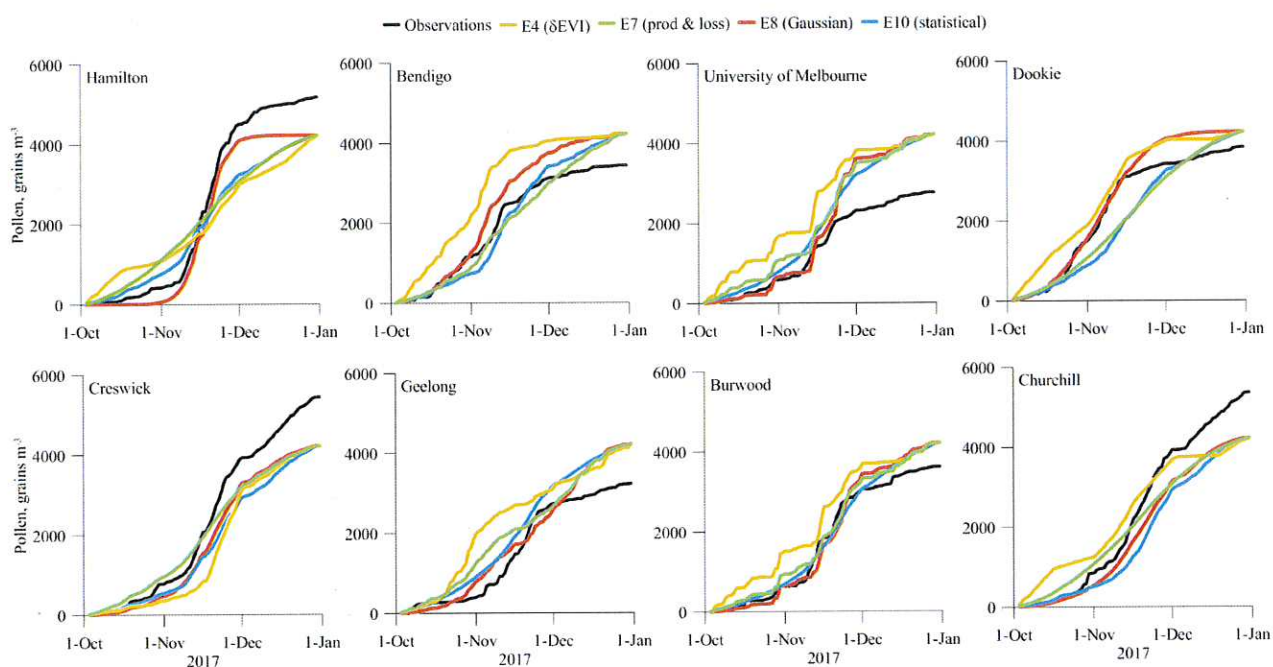 Observations E4 (δEVI) E7 (prod & loss) E8 (Gaussian) E10 (statistical)
Hamilton
Bendigo
University of Melbourne
Dookie
Pollen, grains m⁻³
6000
4000
2000
0
1-Oct 1-Nov 1-Dec 1-Jan
6000
4000
2000
0
1-Oct 1-Nov 1-Dec 1-Jan
6000
4000
2000
0
1-Oct 1-Nov 1-Dec 1-Jan
6000
4000
2000
0
1-Oct 1-Nov 1-Dec 1-Jan
Creswick
Geelong
Burwood
Churchill
Pollen, grains m⁻³
6000
4000
2000
0
1-Oct 1-Nov 1-Dec 1-Jan
2017
6000
4000
2000
0
1-Oct 1-Nov 1-Dec 1-Jan
2017
6000
4000
2000
0
1-Oct 1-Nov 1-Dec 1-Jan
2017
6000
4000
2000
0
1-Oct 1-Nov 1-Dec 1-Jan
2017